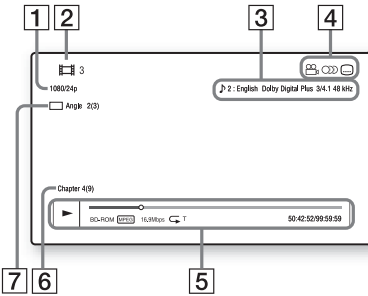 1 2 3 4
3
1080/24p
2 : English Dolby Digital Plus 3/4.1 48 kHz
Angle 2(3)
Chapter 4(9)
BD-ROM MPEG 16,9Mbps T 50:42:52/99:59:59
7 6 5